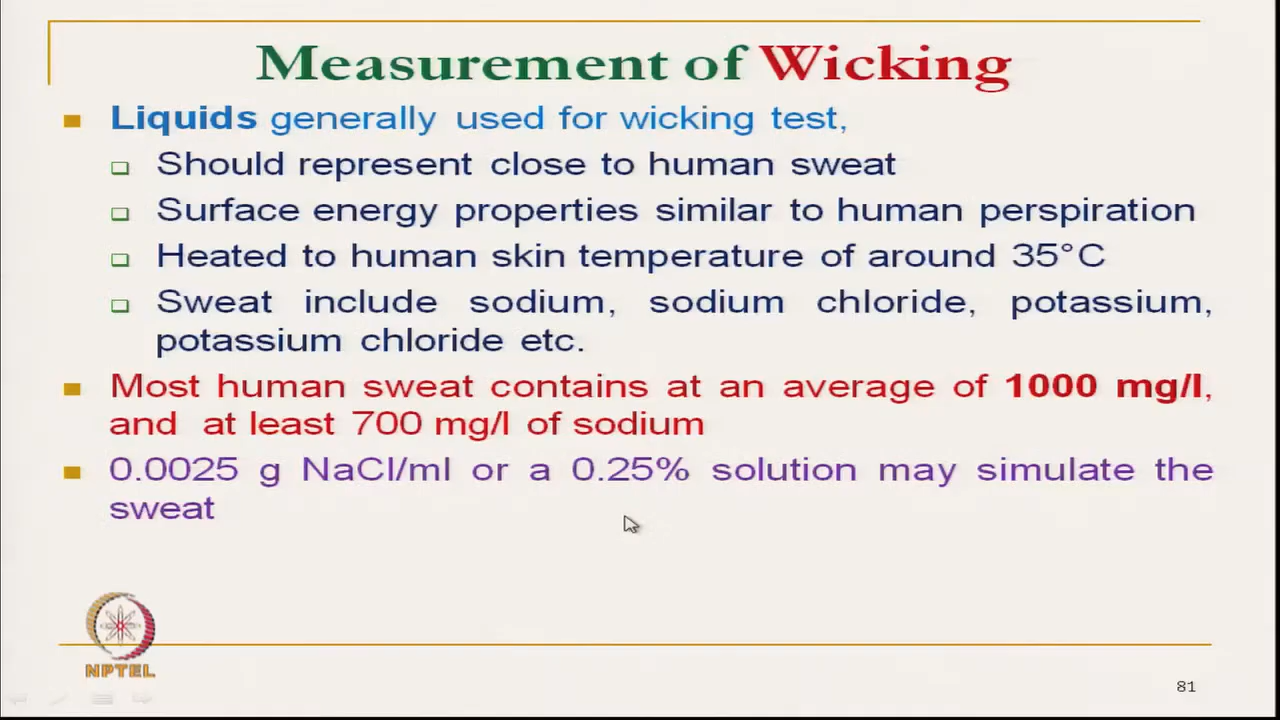 Measurement of Wicking
Liquids generally used for wicking test,
Should represent close to human sweat
Surface energy properties similar to human perspiration
Heated to human skin temperature of around 35°C
Sweat include sodium, sodium chloride, potassium,
potassium chloride etc.
Most human sweat contains at an average of 1000 mg/l,
and at least 700 mg/l of sodium
0.0025 g NaCl/ml or a 0.25% solution may simulate the
sweat
NPTEL
81